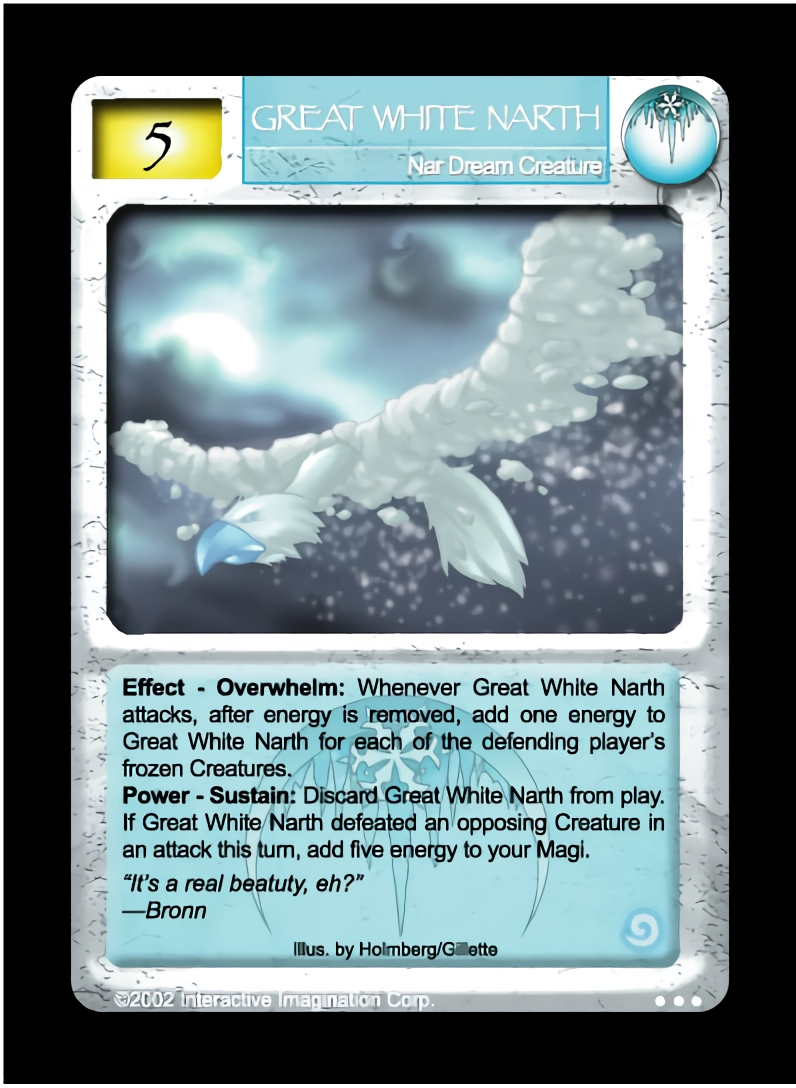 5
GREAT WHITE NARTH
Nar Dream Creature
Effect - Overwhelm: Whenever Great White Narth
attacks, after energy is removed, add one energy to
Great White Narth for each of the defending player's
frozen Creatures.
Power - Sustain: Discard Great White Narth from play.
If Great White Narth defeated an opposing Creature in
an attack this turn, add five energy to your Magi.
“It's a real beatuty, eh?”
—Bronn
Illus. by Holmberg/Gillette
©2002 Interactive Imagination Corp.